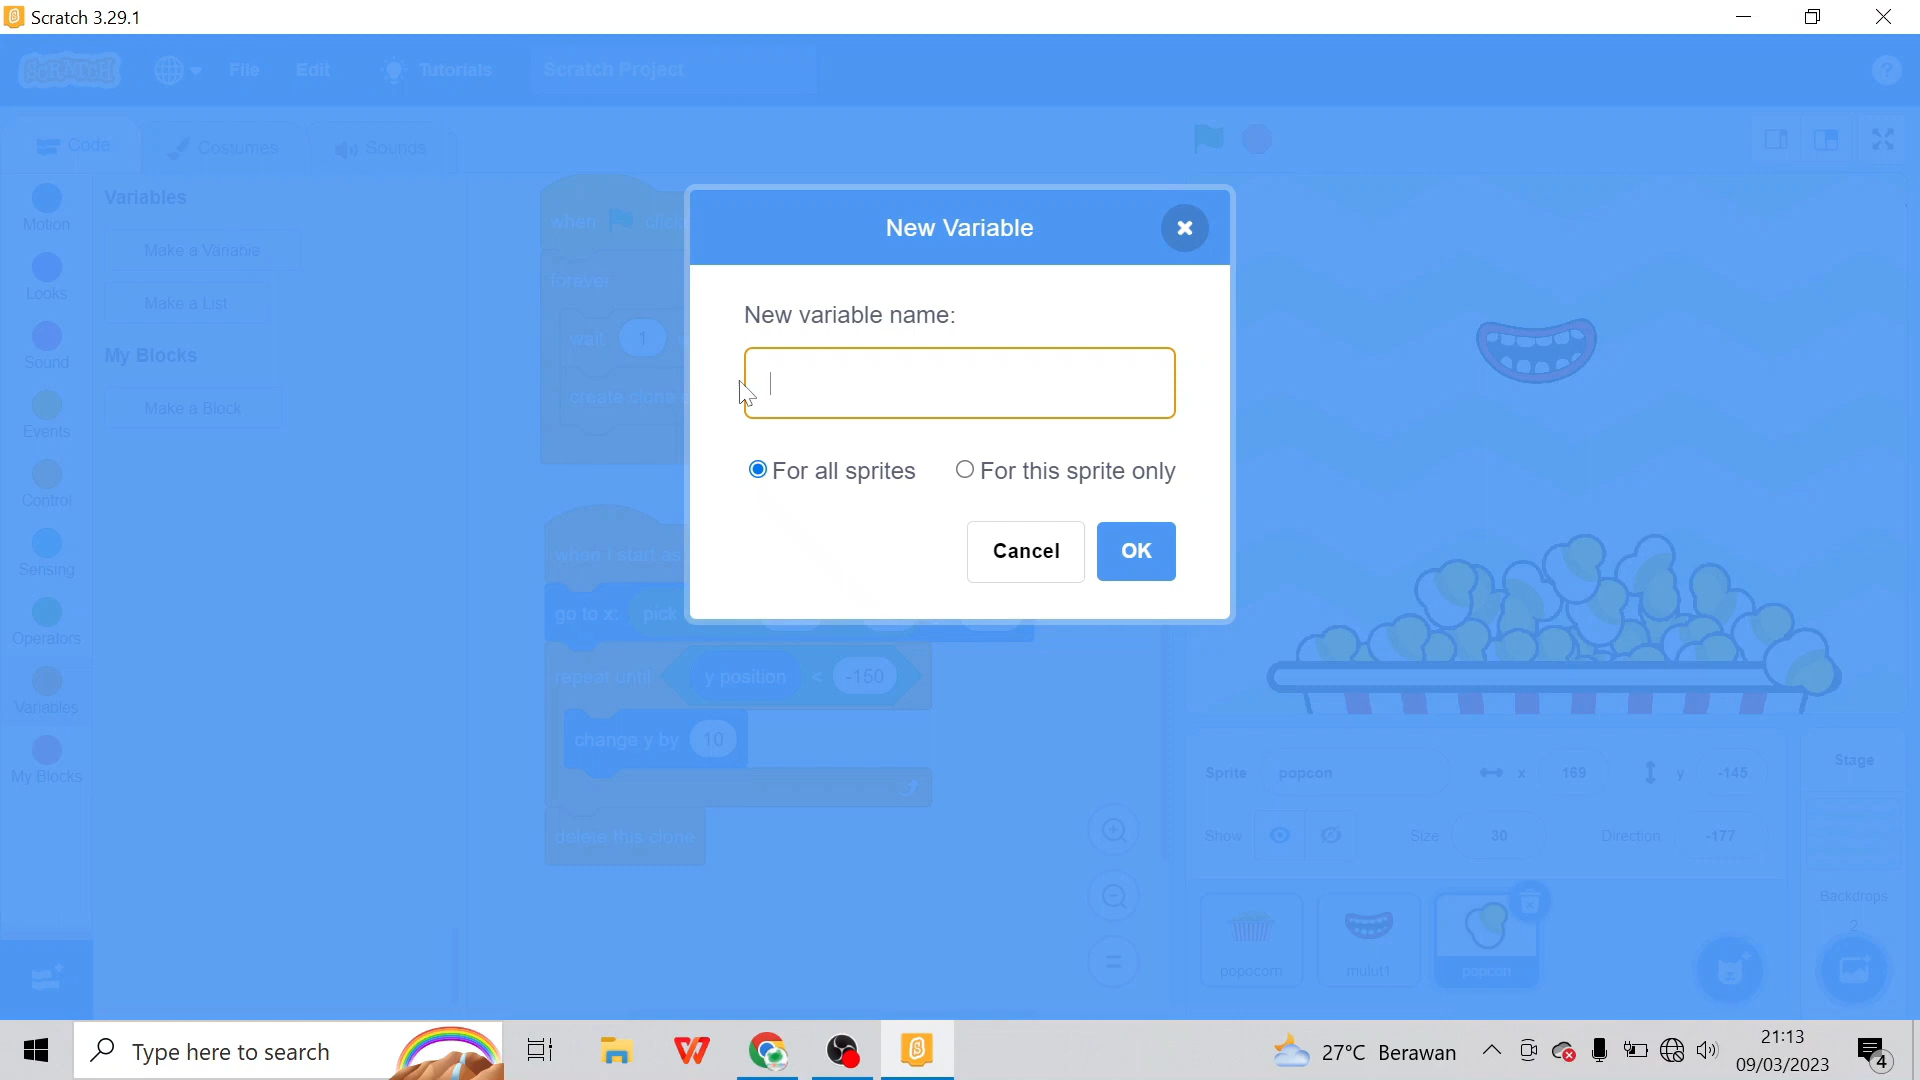 Scratch 3.29.1
SCRATCH
File
Edit
Tutorials
Scratch Project
?
Code
Costumes
Sounds
Motion
Looks
Sound
Events
Control
Sensing
Operators
Variables
My Blocks
Variables
Make a Variable
Make a List
My Blocks
Make a Block
when
forever
wait 1
create clone
when I start as
go to x: pick
repeat until y position < -150
change y by 10
delete this clone
New Variable
New variable name:
For all sprites
For this sprite only
Cancel
OK
Sprite popcon
x 169
y -145
Show
Size 30
Direction -177
popocorn
mulut1
popcon
Stage
Backdrops
2
Type here to search
27°C Berawan
21:13
09/03/2023
4